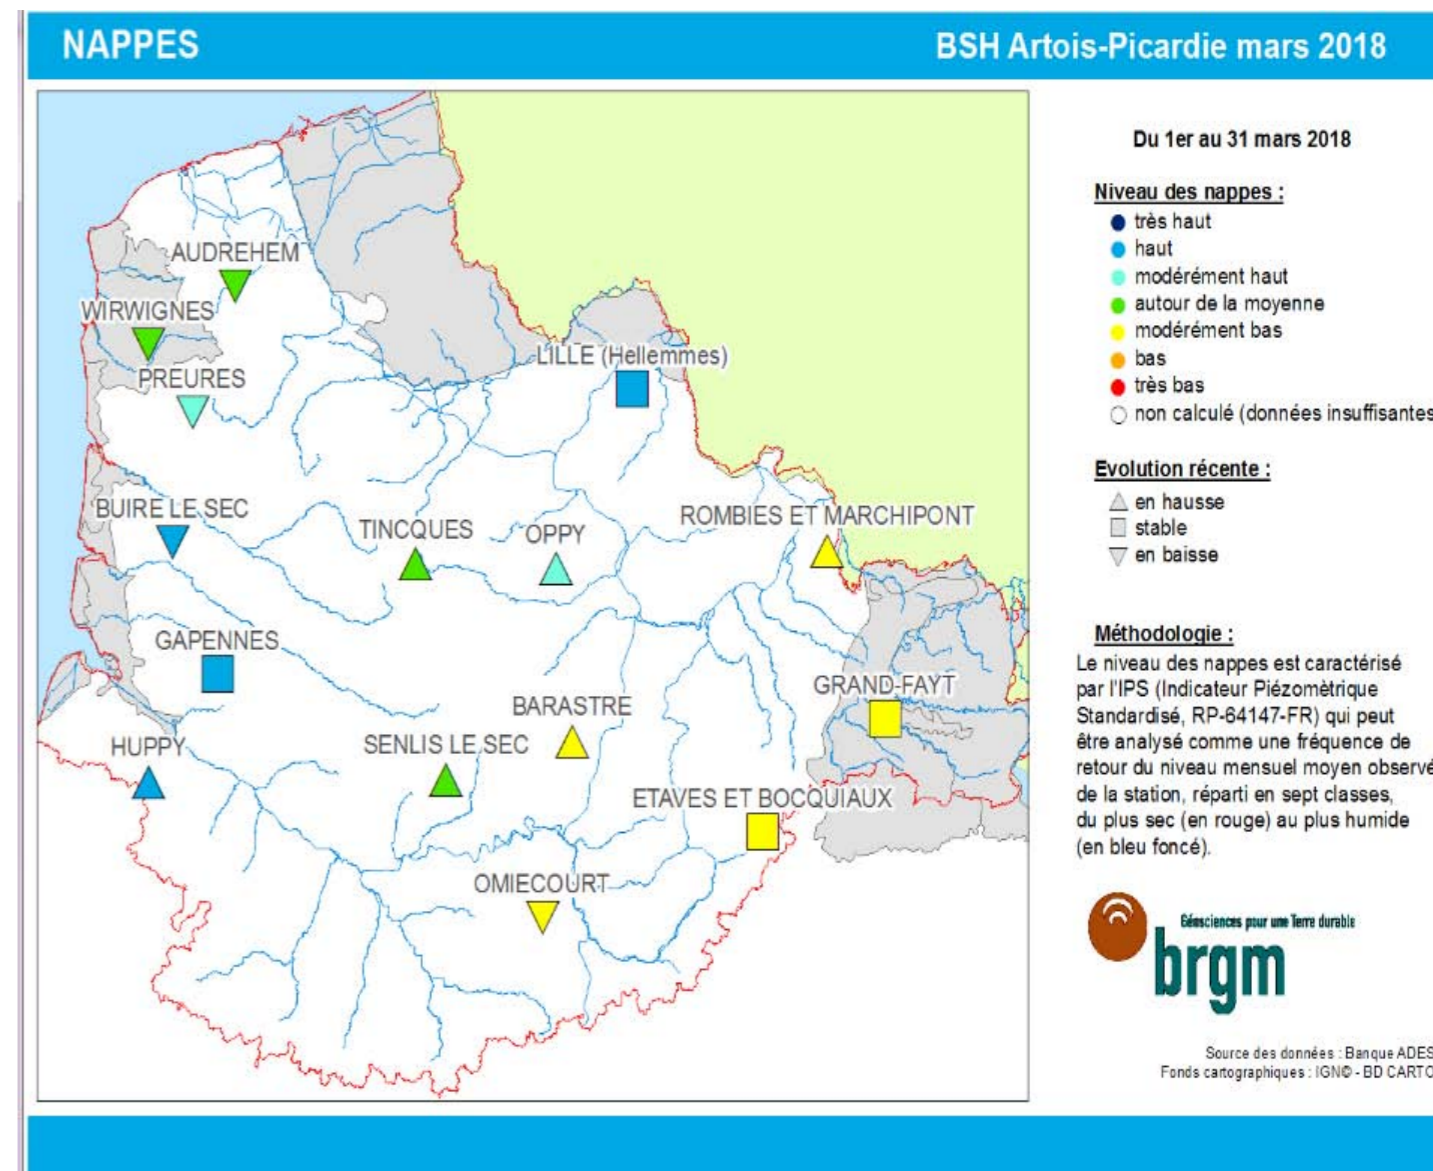 NAPPES
BSH Artois-Picardie mars 2018
AUDREHEM
WIRWIGNES
PREURES
LILLE (Hellemmes)
BUIRE LE SEC
TINCQUES
OPPY
ROMBIES ET MARCHIPONT
GAPENNES
GRAND-FAYT
BARASTRE
HUPPY
SENLIS LE SEC
ETAVES ET BOCQUIAUX
OMIECOURT
Du 1er au 31 mars 2018
Niveau des nappes :
très haut
haut
modérément haut
autour de la moyenne
modérément bas
bas
très bas
non calculé (données insuffisantes
Evolution récente :
en hausse
stable
en baisse
Méthodologie :
Le niveau des nappes est caractérisé
par l'IPS (Indicateur Piézomètrique
Standardisé, RP-64147-FR) qui peut
être analysé comme une fréquence de
retour du niveau mensuel moyen observé
de la station, réparti en sept classes,
du plus sec (en rouge) au plus humide
(en bleu foncé).
Géosciences pour une Terre durable
brgm
Source des données : Banque ADES
Fonds cartographiques : IGN© - BD CARTO